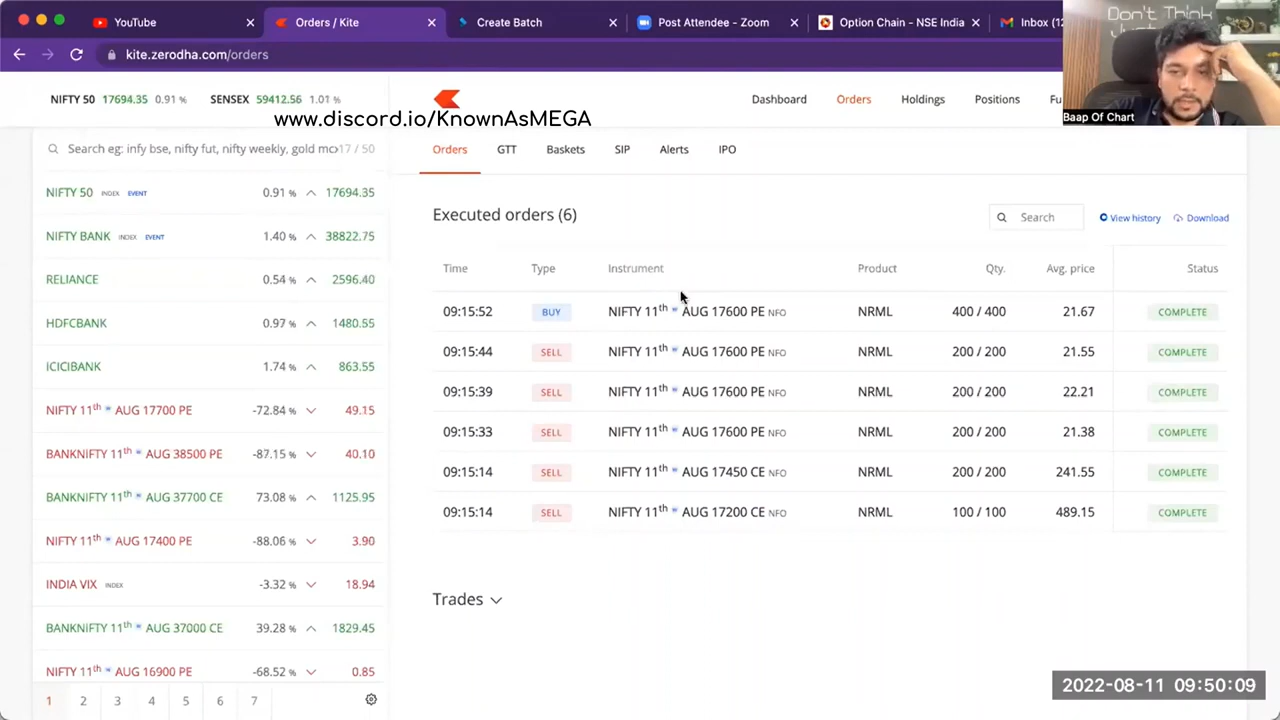 YouTube Orders / Kite Create Batch Post Attendee - Zoom Option Chain - NSE India Inbox (12
kite.zerodha.com/orders
NIFTY 50 17694.35 0.91 % SENSEX 59412.56 1.01 %
www.discord.io/KnownAsMEGA
Dashboard Orders Holdings Positions Fu
Don't Think
Baap Of Chart
Search eg: infy bse, nifty fut, nifty weekly, gold mcx 17 / 50
Orders GTT Baskets SIP Alerts IPO
NIFTY 50 INDEX EVENT 0.91 % 17694.35
NIFTY BANK INDEX EVENT 1.40 % 38822.75
RELIANCE 0.54 % 2596.40
HDFCBANK 0.97 % 1480.55
ICICIBANK 1.74 % 863.55
NIFTY 11th w AUG 17700 PE -72.84 % 49.15
BANKNIFTY 11th w AUG 38500 PE -87.15 % 40.10
BANKNIFTY 11th w AUG 37700 CE 73.08 % 1125.95
NIFTY 11th w AUG 17400 PE -88.06 % 3.90
INDIA VIX INDEX -3.32 % 18.94
BANKNIFTY 11th w AUG 37000 CE 39.28 % 1829.45
NIFTY 11th w AUG 16900 PE -68.52 % 0.85
1 2 3 4 5 6 7
Executed orders (6) Search View history Download
Time Type Instrument Product Qty. Avg. price Status
09:15:52 BUY NIFTY 11th w AUG 17600 PE NFO NRML 400 / 400 21.67 COMPLETE
09:15:44 SELL NIFTY 11th w AUG 17600 PE NFO NRML 200 / 200 21.55 COMPLETE
09:15:39 SELL NIFTY 11th w AUG 17600 PE NFO NRML 200 / 200 22.21 COMPLETE
09:15:33 SELL NIFTY 11th w AUG 17600 PE NFO NRML 200 / 200 21.38 COMPLETE
09:15:14 SELL NIFTY 11th w AUG 17450 CE NFO NRML 200 / 200 241.55 COMPLETE
09:15:14 SELL NIFTY 11th w AUG 17200 CE NFO NRML 100 / 100 489.15 COMPLETE
Trades
2022-08-11 09:50:09